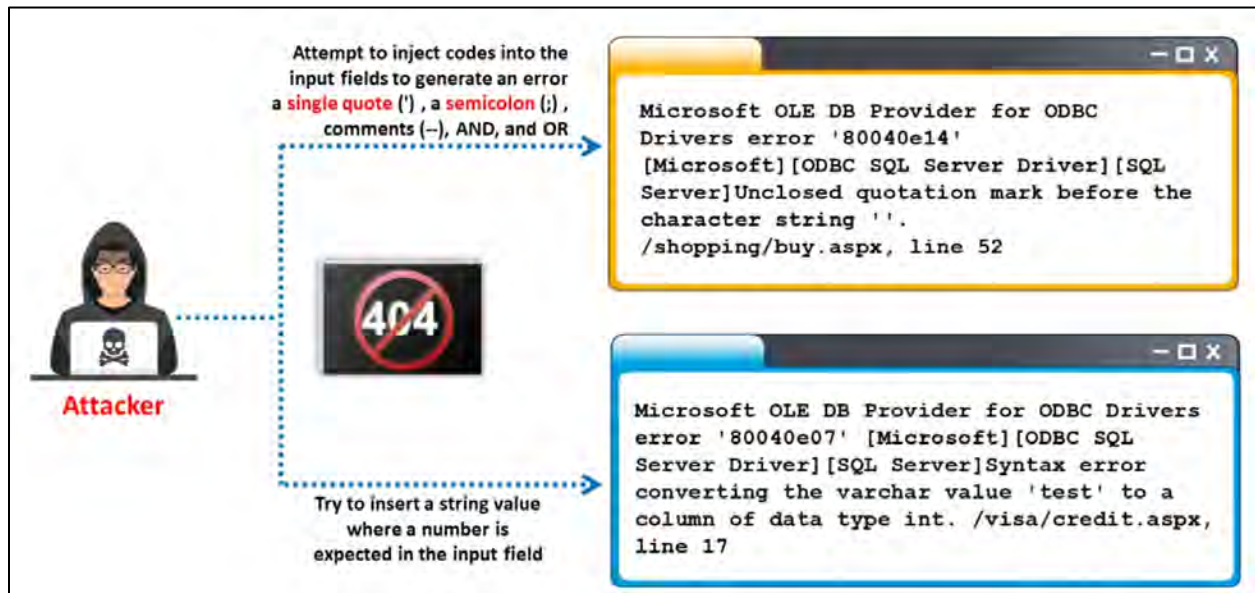 Attempt to inject codes into the
input fields to generate an error
a single quote (') , a semicolon (;) ,
comments (--), AND, and OR
Microsoft OLE DB Provider for ODBC
Drivers error '80040e14'
[Microsoft][ODBC SQL Server Driver][SQL
Server]Unclosed quotation mark before the
character string ''.
/shopping/buy.aspx, line 52
404
Attacker
Try to insert a string value
where a number is
expected in the input field
Microsoft OLE DB Provider for ODBC Drivers
error '80040e07' [Microsoft][ODBC SQL
Server Driver][SQL Server]Syntax error
converting the varchar value 'test' to a
column of data type int. /visa/credit.aspx,
line 17